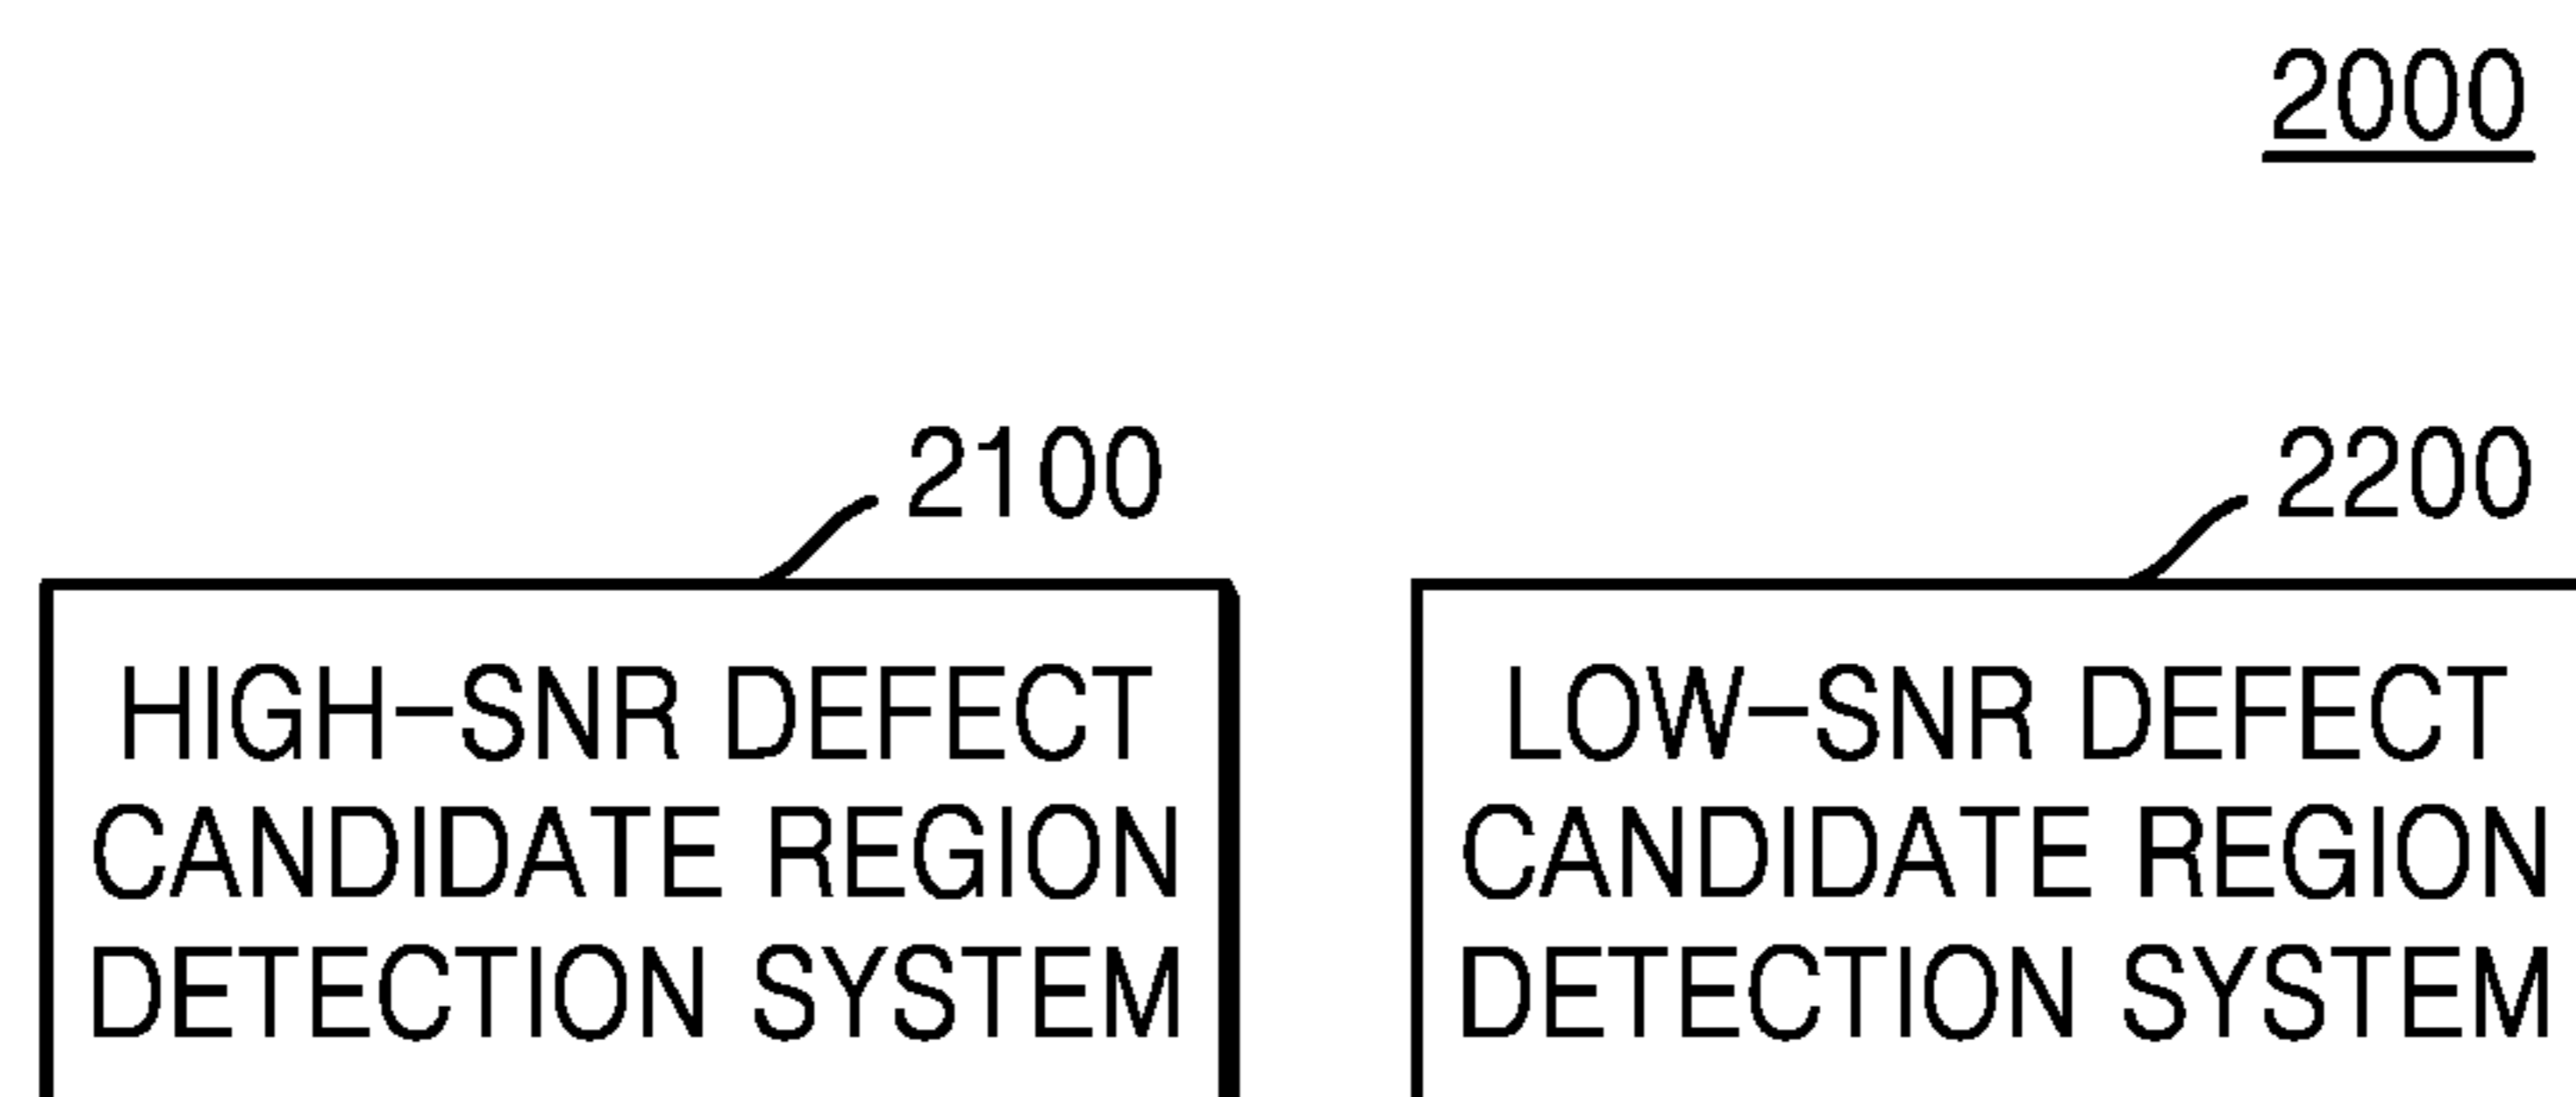 2000
2100
HIGH-SNR DEFECT
CANDIDATE REGION
DETECTION SYSTEM
2200
LOW-SNR DEFECT
CANDIDATE REGION
DETECTION SYSTEM